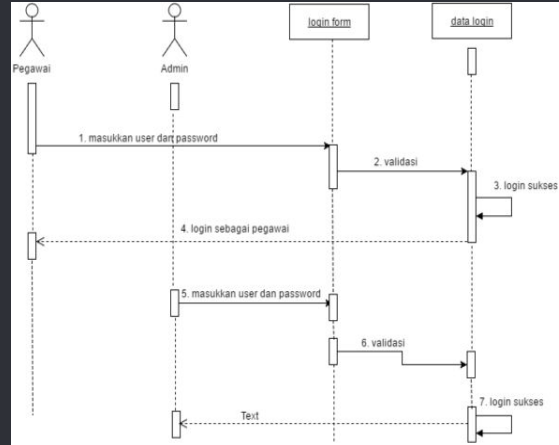 login form
data login
Pegawai
Admin
1. masukkan user dan password
2. validasi
3. login sukses
4. login sebagai pegawai
5. masukkan user dan password
6. validasi
7. login sukses
Text